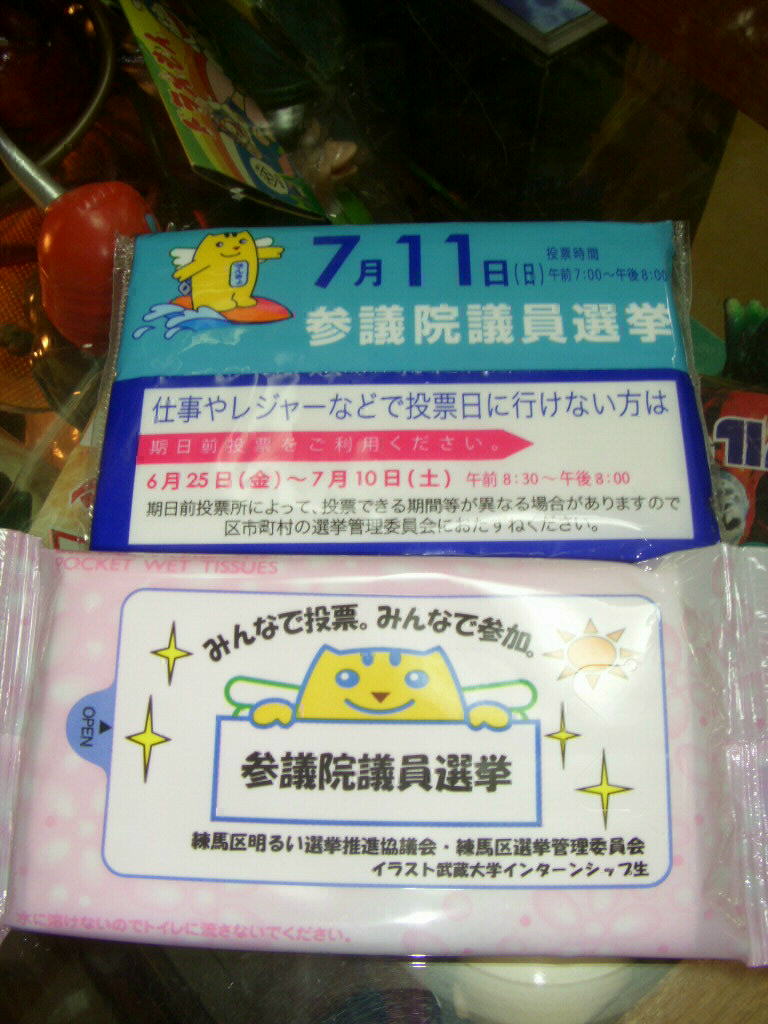 7月11日(日)
投票時間
午前7:00～午後8:00
せんきょ
参議院議員選挙
仕事やレジャーなどで投票日に行けない方は
期日前投票をご利用ください。
6月25日(金)～7月10日(土) 午前8:30～午後8:00
期日前投票所によって、投票できる期間等が異なる場合がありますので
区市町村の選挙管理委員会におたずねください。
POCKET WET TISSUES
みんなで投票。みんなで参加。
OPEN
参議院議員選挙
練馬区明るい選挙推進協議会・練馬区選挙管理委員会
イラスト武蔵大学インターンシップ生
水に溶けないのでトイレに流さないでください。